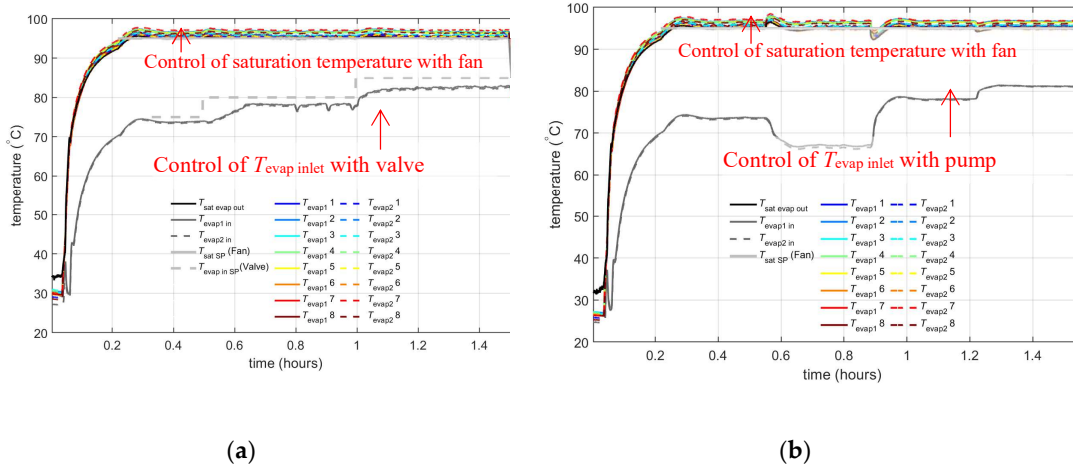 100
90
80
70
60
50
40
30
20
temperature (°C)
0.2 0.4 0.6 0.8 1 1.2 1.4
time (hours)
Control of saturation temperature with fan
Control of Tevap inlet with valve
Tsat evap out
Tevap1 in
Tevap2 in
Tsat SP (Fan)
Tevap in SP (Valve)
Tevap1 1
Tevap1 2
Tevap1 3
Tevap1 4
Tevap1 5
Tevap1 6
Tevap1 7
Tevap1 8
Tevap2 1
Tevap2 2
Tevap2 3
Tevap2 4
Tevap2 5
Tevap2 6
Tevap2 7
Tevap2 8
(a)
100
90
80
70
60
50
40
30
20
temperature (°C)
0.2 0.4 0.6 0.8 1 1.2 1.4
time (hours)
Control of saturation temperature with fan
Control of Tevap inlet with pump
Tsat evap out
Tevap1 in
Tevap2 in
Tsat SP (Fan)
Tevap1 1
Tevap1 2
Tevap1 3
Tevap1 4
Tevap1 5
Tevap1 6
Tevap1 7
Tevap1 8
Tevap2 1
Tevap2 2
Tevap2 3
Tevap2 4
Tevap2 5
Tevap2 6
Tevap2 7
Tevap2 8
(b)